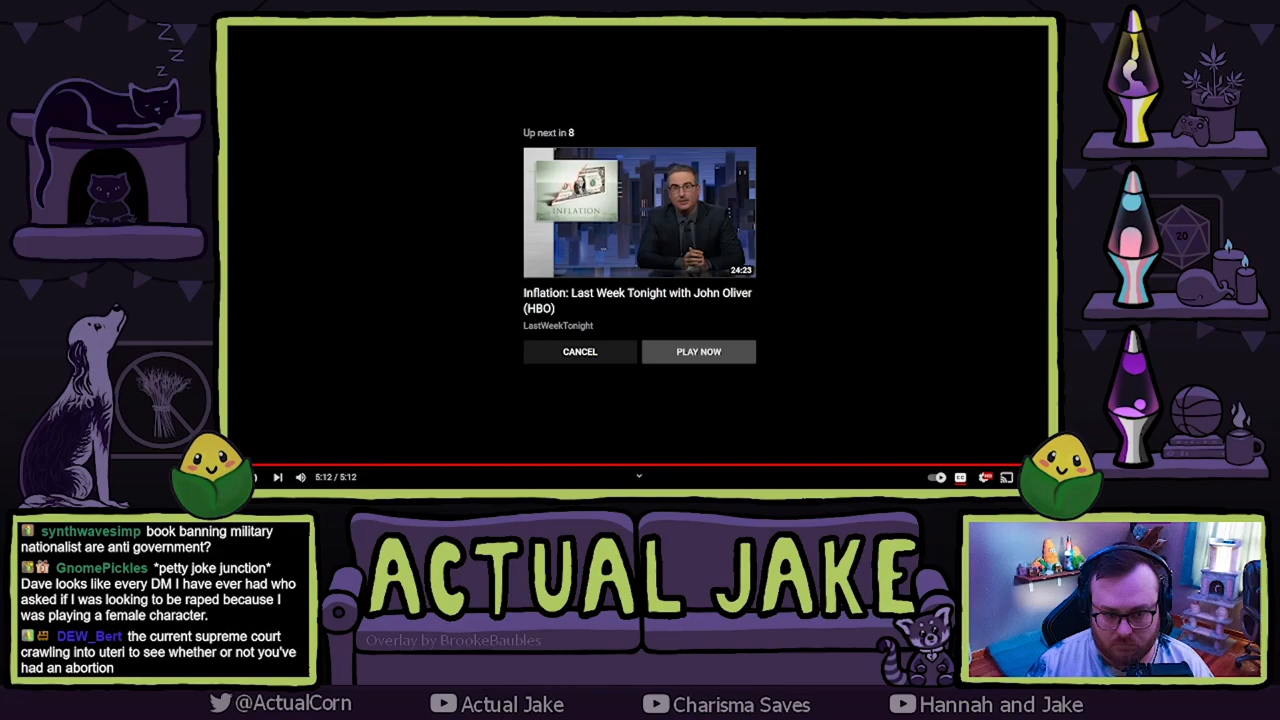 Z
Z
Z
Up next in 8
INFLATION
24:23
Inflation: Last Week Tonight with John Oliver
(HBO)
LastWeekTonight
CANCEL
PLAY NOW
5:12 / 5:12
CC
20
synthwavesimp book banning military
nationalist are anti government?
GnomePickles *petty joke junction*
Dave looks like every DM I have ever had who
asked if I was looking to be raped because I
was playing a female character.
DEW_Bert the current supreme court
crawling into uteri to see whether or not you've
had an abortion
ACTUAL JAKE
Overlay by BrookeBaubles
@ActualCorn
Actual Jake
Charisma Saves
Hannah and Jake